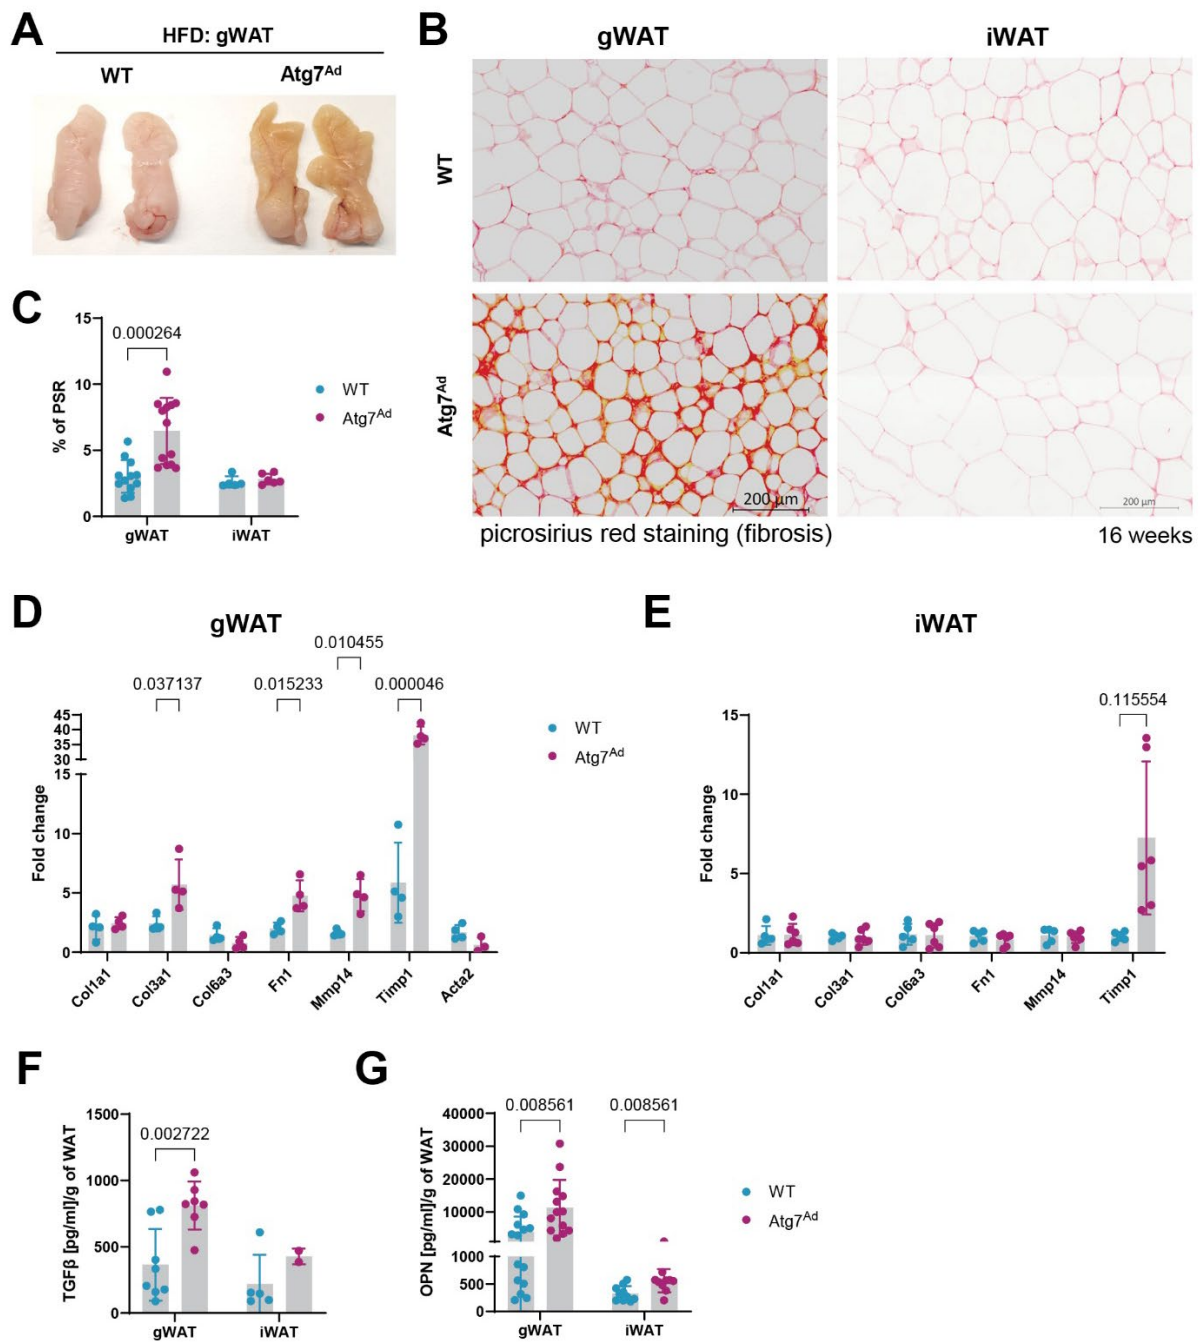 A
HFD: gWAT
WT
Atg7Ad
B
gWAT
iWAT
WT
Atg7Ad
200 µm
200 µm
picrosirius red staining (fibrosis)
16 weeks
C
% of PSR
15
10
5
0
0.000264
gWAT
iWAT
WT
Atg7Ad
D
gWAT
0.010455
0.037137
0.015233
0.000046
Fold change
45
40
35
30
15
10
5
0
Col1a1
Col3a1
Col6a3
Fn1
Mmp14
Timp1
Acta2
WT
Atg7Ad
E
iWAT
0.115554
Fold change
15
10
5
0
Col1a1
Col3a1
Col6a3
Fn1
Mmp14
Timp1
F
TGFβ [pg/ml]/g of WAT
1500
1000
500
0
0.002722
gWAT
iWAT
G
OPN [pg/ml]/g of WAT
40000
30000
20000
10000
1000
500
0
0.008561
0.008561
gWAT
iWAT
WT
Atg7Ad